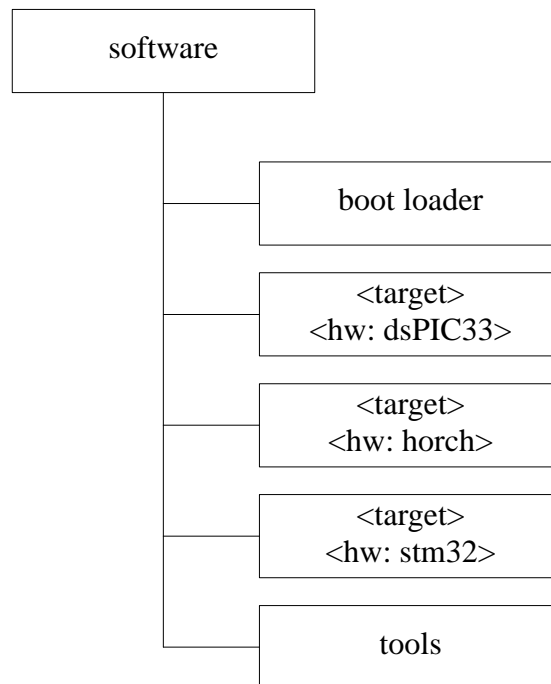 software
boot loader
<target>
<hw: dsPIC33>
<target>
<hw: horch>
<target>
<hw: stm32>
tools